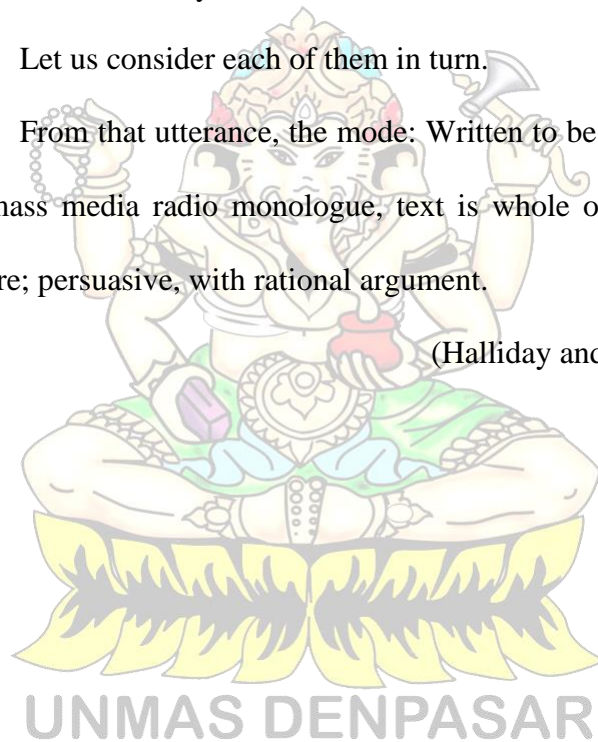 Let us consider each of them in turn.
From that utterance, the mode: Written to be
mass media radio monologue, text is whole o
re; persuasive, with rational argument.
(Halliday and
UNMAS DENPASAR